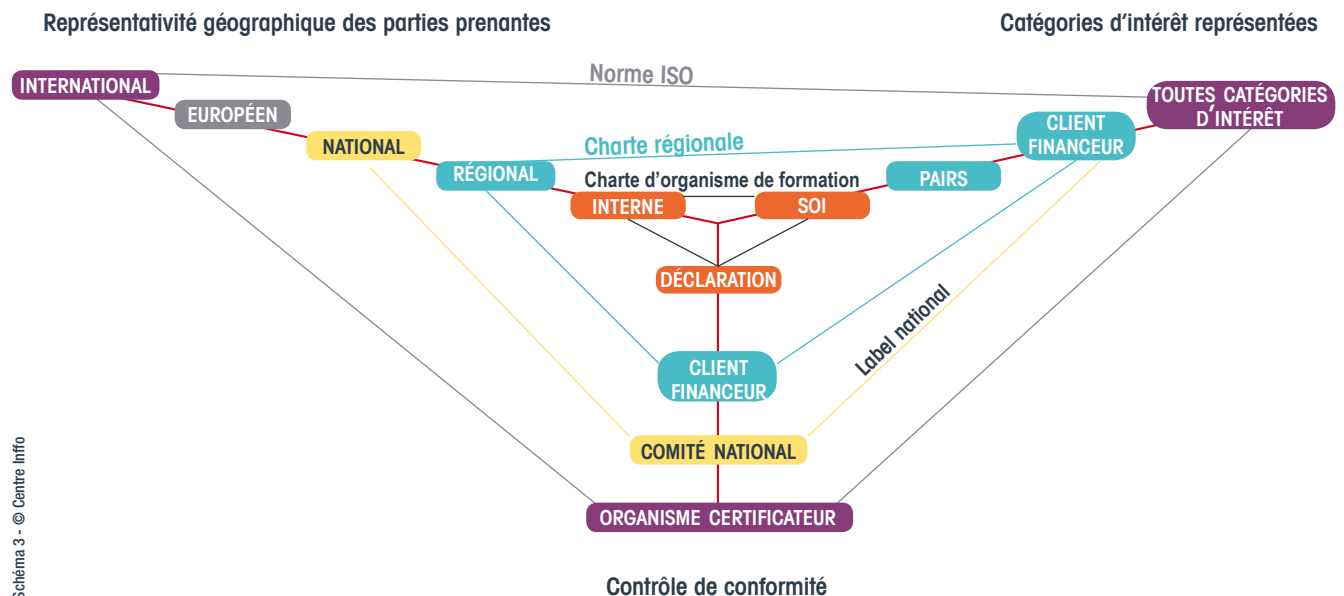 Représentativité géographique des parties prenantes
Catégories d'intérêt représentées
Norme ISO
INTERNATIONAL
TOUTES CATÉGORIES
D'INTÉRÊT
EUROPÉEN
CLIENT
FINANCEUR
NATIONAL
Charte régionale
RÉGIONAL
Charte d'organisme de formation
PAIRS
INTERNE
SOI
DÉCLARATION
Label national
CLIENT
FINANCEUR
COMITÉ NATIONAL
ORGANISME CERTIFICATEUR
Contrôle de conformité
Schéma 3 - © Centre Inffo